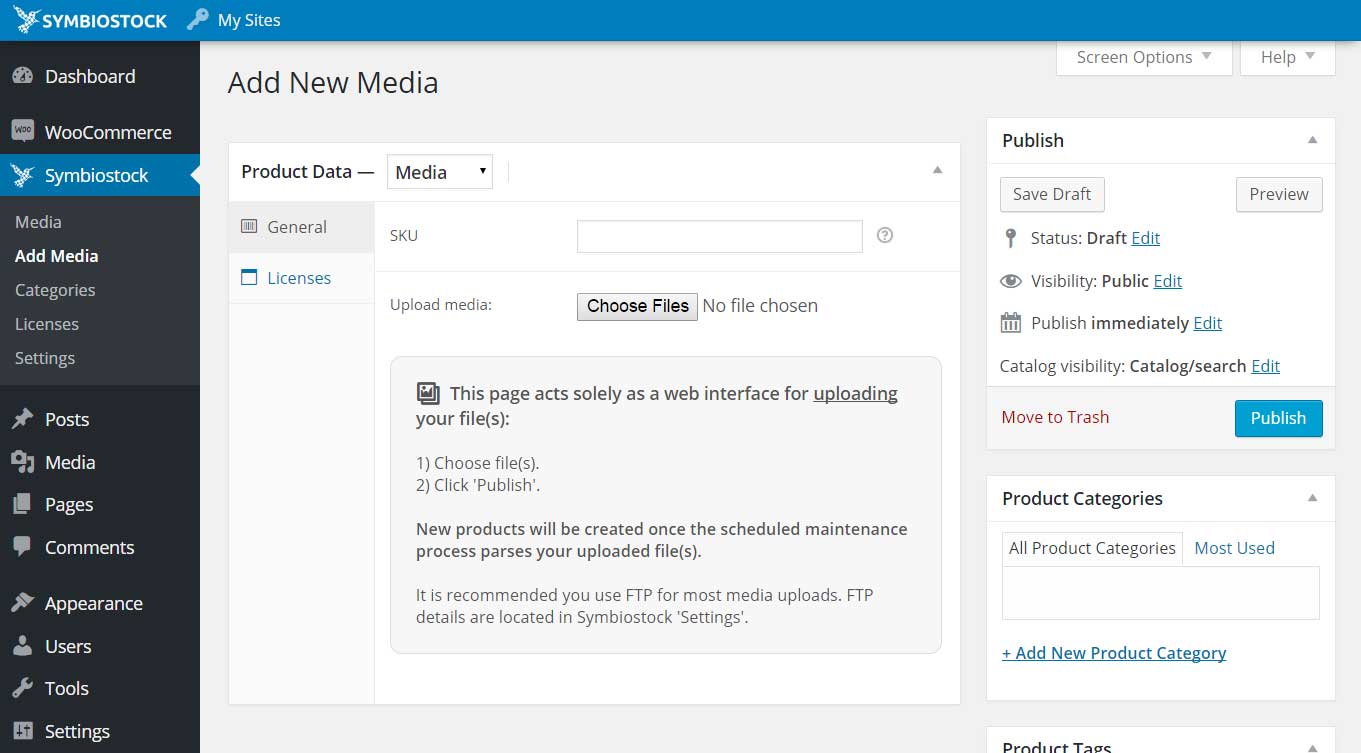 SYMBIOSTOCK My Sites
Dashboard
WOO WooCommerce
Symbiostock
Media
Add Media
Categories
Licenses
Settings
Posts
Media
Pages
Comments
Appearance
Users
Tools
Settings
Screen Options Help
Add New Media
Product Data — Media
General
Licenses
SKU
?
Upload media: Choose Files No file chosen
This page acts solely as a web interface for uploading
your file(s):
1) Choose file(s).
2) Click 'Publish'.
New products will be created once the scheduled maintenance
process parses your uploaded file(s).
It is recommended you use FTP for most media uploads. FTP
details are located in Symbiostock 'Settings'.
Publish
Save Draft Preview
Status: Draft Edit
Visibility: Public Edit
Publish immediately Edit
Catalog visibility: Catalog/search Edit
Move to Trash Publish
Product Categories
All Product Categories Most Used
+ Add New Product Category
Product Tags